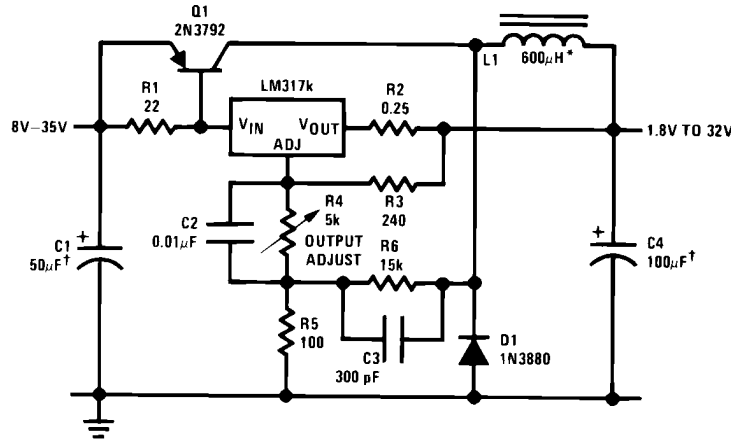 Q1
2N3792
L1
600μH*
R1
22
LM317k
R2
0.25
8V–35V
VIN
VOUT
ADJ
1.8V TO 32V
R4
5k
R3
240
C2
0.01μF
OUTPUT
ADJUST
R6
15k
C1
+
50μF†
C4
+
100μF†
R5
100
C3
300 pF
D1
1N3880